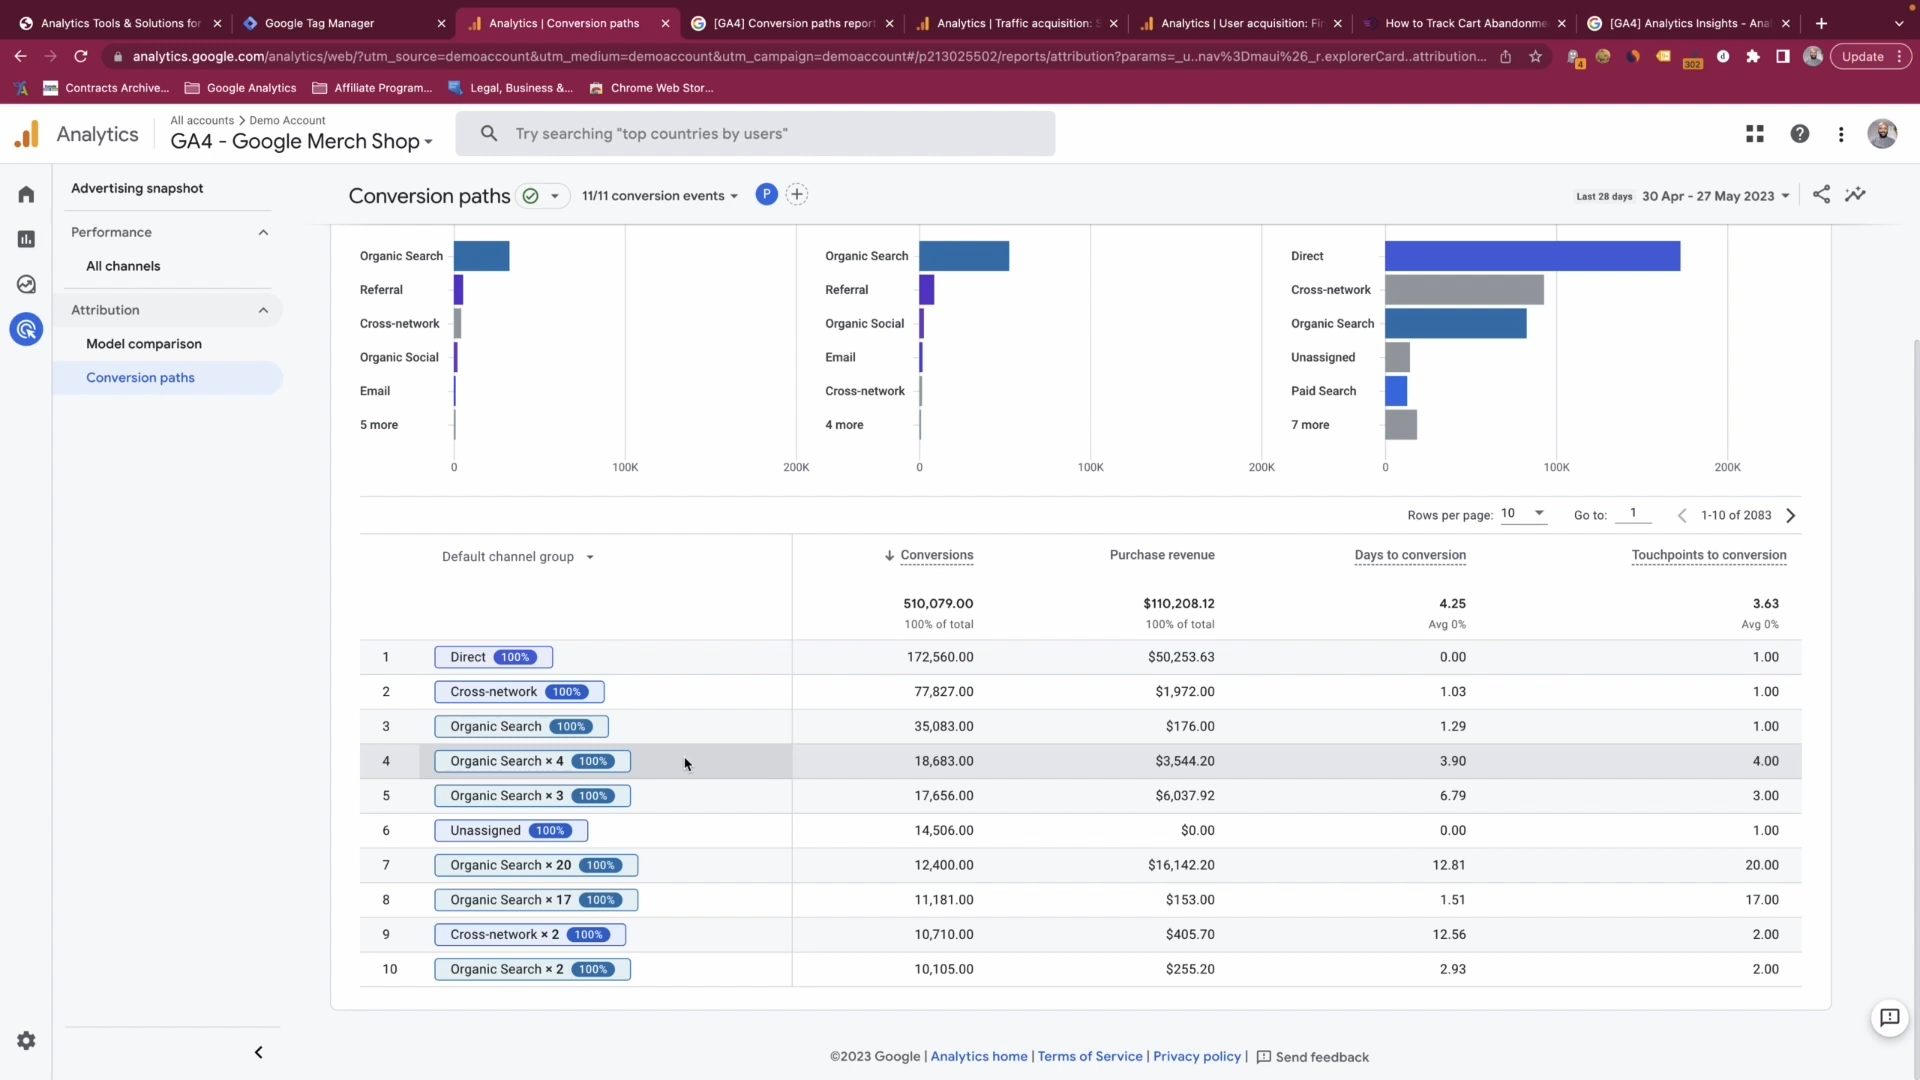 Analytics Tools & Solutions for
Google Tag Manager
Analytics | Conversion paths
[GA4] Conversion paths report
Analytics | Traffic acquisition: S
Analytics | User acquisition: Fir
How to Track Cart Abandonme
[GA4] Analytics Insights - Anal
analytics.google.com/analytics/web/?utm_source=demoaccount&utm_medium=demoaccount&utm_campaign=demoaccount#/p213025502/reports/attribution?params=_u..nav%3Dmaui%26_r.explorerCard..attribution...
4
302
Update
Contracts Archive...
Google Analytics
Affiliate Program...
Legal, Business &...
Chrome Web Stor...
Analytics
All accounts > Demo Account
GA4 - Google Merch Shop
Try searching "top countries by users"
Advertising snapshot
Performance
All channels
Attribution
Model comparison
Conversion paths
Conversion paths
11/11 conversion events
P
Last 28 days 30 Apr - 27 May 2023
Organic Search
Referral
Cross-network
Organic Social
Email
5 more
0 100K 200K
Organic Search
Referral
Organic Social
Email
Cross-network
4 more
0 100K 200K
Direct
Cross-network
Organic Search
Unassigned
Paid Search
7 more
0 100K 200K
Rows per page: 10 Go to: 1 1-10 of 2083
Default channel group ↓ Conversions Purchase revenue Days to conversion Touchpoints to conversion
510,079.00 $110,208.12 4.25 3.63
100% of total 100% of total Avg 0% Avg 0%
1 Direct 100% 172,560.00 $50,253.63 0.00 1.00
2 Cross-network 100% 77,827.00 $1,972.00 1.03 1.00
3 Organic Search 100% 35,083.00 $176.00 1.29 1.00
4 Organic Search × 4 100% 18,683.00 $3,544.20 3.90 4.00
5 Organic Search × 3 100% 17,656.00 $6,037.92 6.79 3.00
6 Unassigned 100% 14,506.00 $0.00 0.00 1.00
7 Organic Search × 20 100% 12,400.00 $16,142.20 12.81 20.00
8 Organic Search × 17 100% 11,181.00 $153.00 1.51 17.00
9 Cross-network × 2 100% 10,710.00 $405.70 12.56 2.00
10 Organic Search × 2 100% 10,105.00 $255.20 2.93 2.00
©2023 Google | Analytics home | Terms of Service | Privacy policy | Send feedback